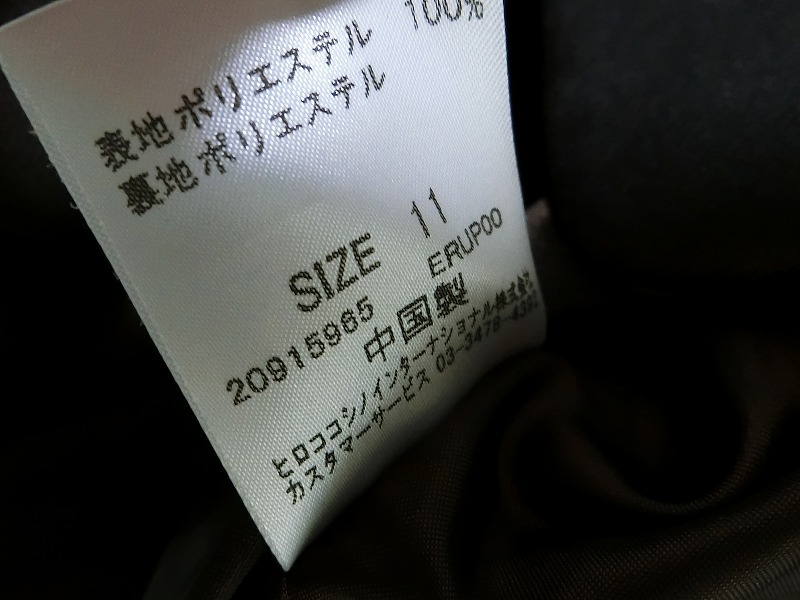 表地 ポリエステル 100%
裏地 ポリエステル
SIZE 11
20915965 ERUP00
中国製
ヒロココシノインターナショナル株式会社
カスタマーサービス 03-3478-